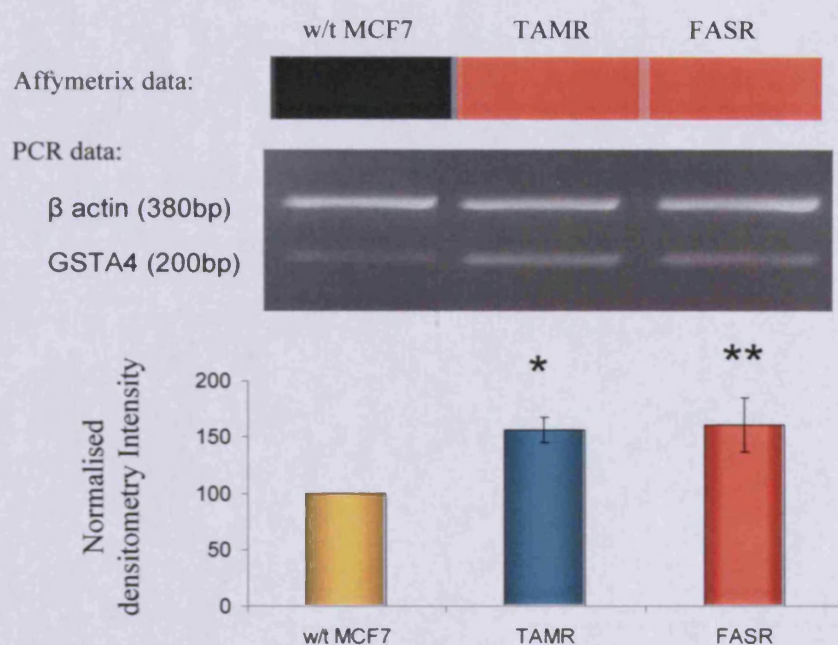 w/t MCF7 TAMR FASR
Affymetrix data:
PCR data:
β actin (380bp)
GSTA4 (200bp)
* **
200
150
100
50
0
Normalised
densitometry Intensity
w/t MCF7 TAMR FASR